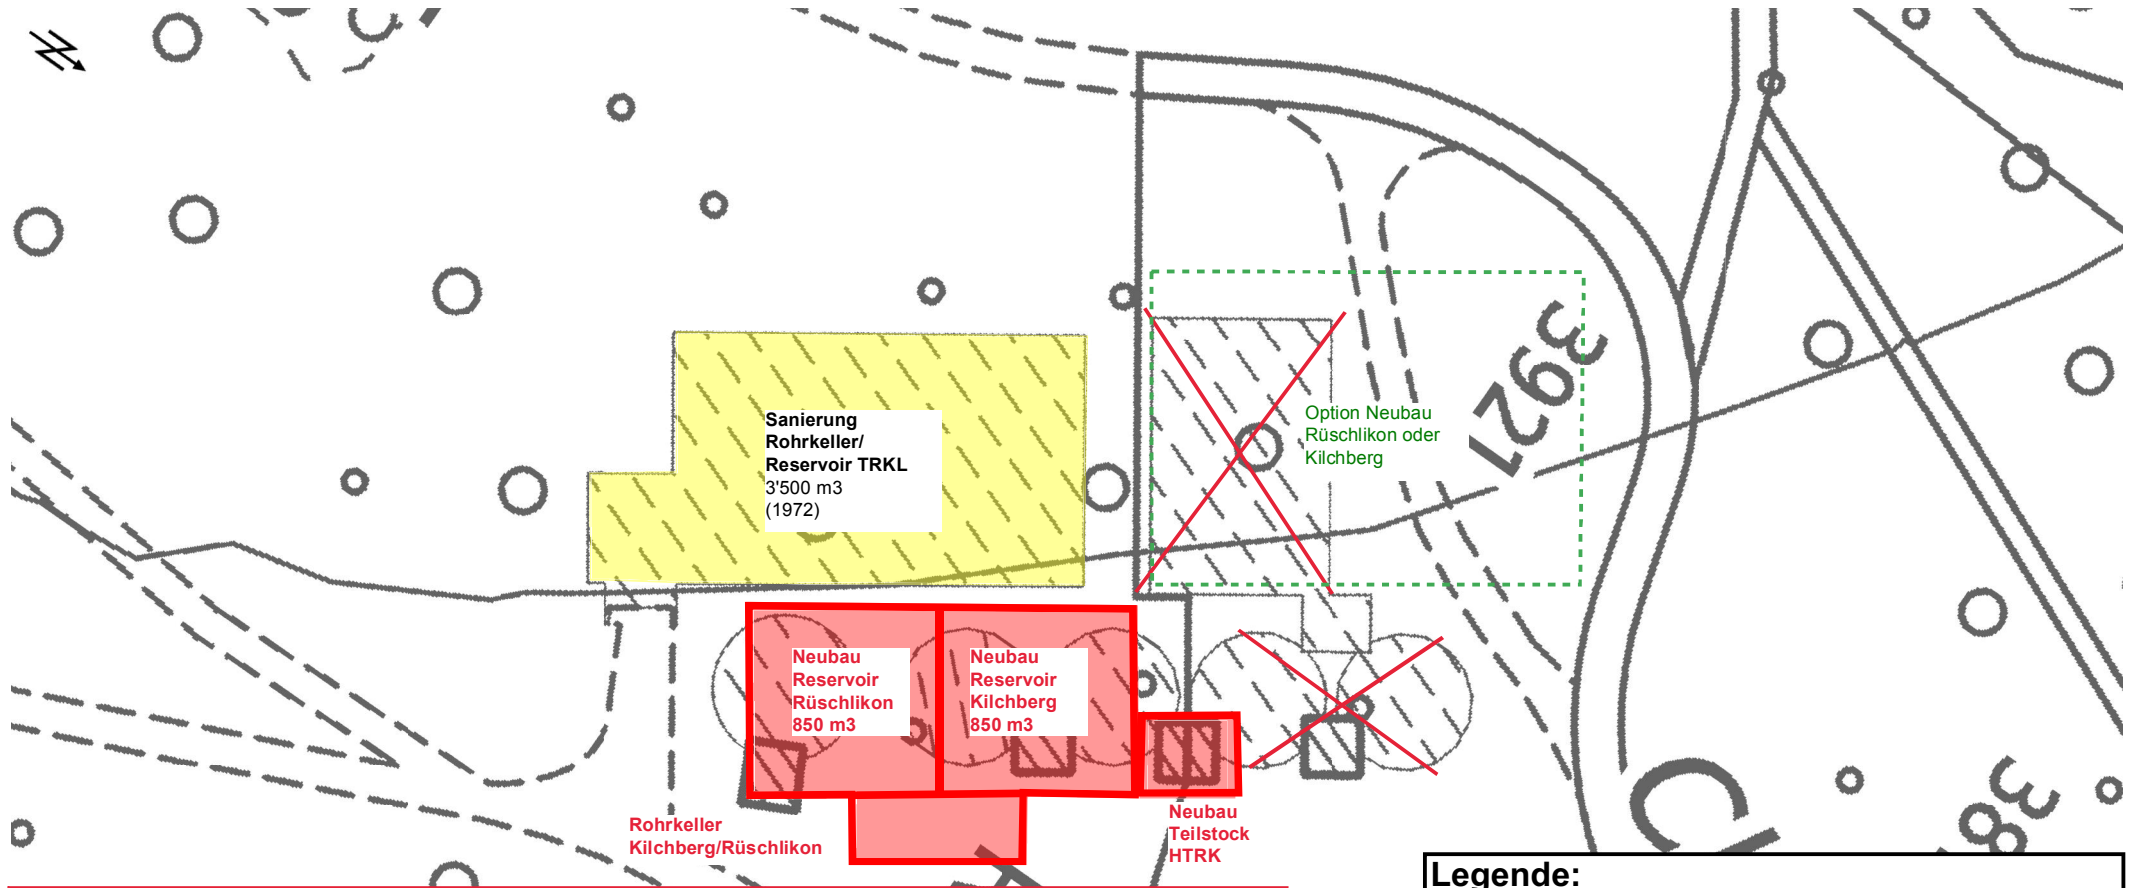 Sanierung
Rohrkeller/
Reservoir TRKL
3'500 m3
(1972)
Option Neubau
Rüschlikon oder
Kilchberg
3921
Neubau
Reservoir
Rüschlikon
850 m3
Neubau
Reservoir
Kilchberg
850 m3
Rohrkeller
Kilchberg/Rüschlikon
Neubau
Teilstock
HTRK
Legende: